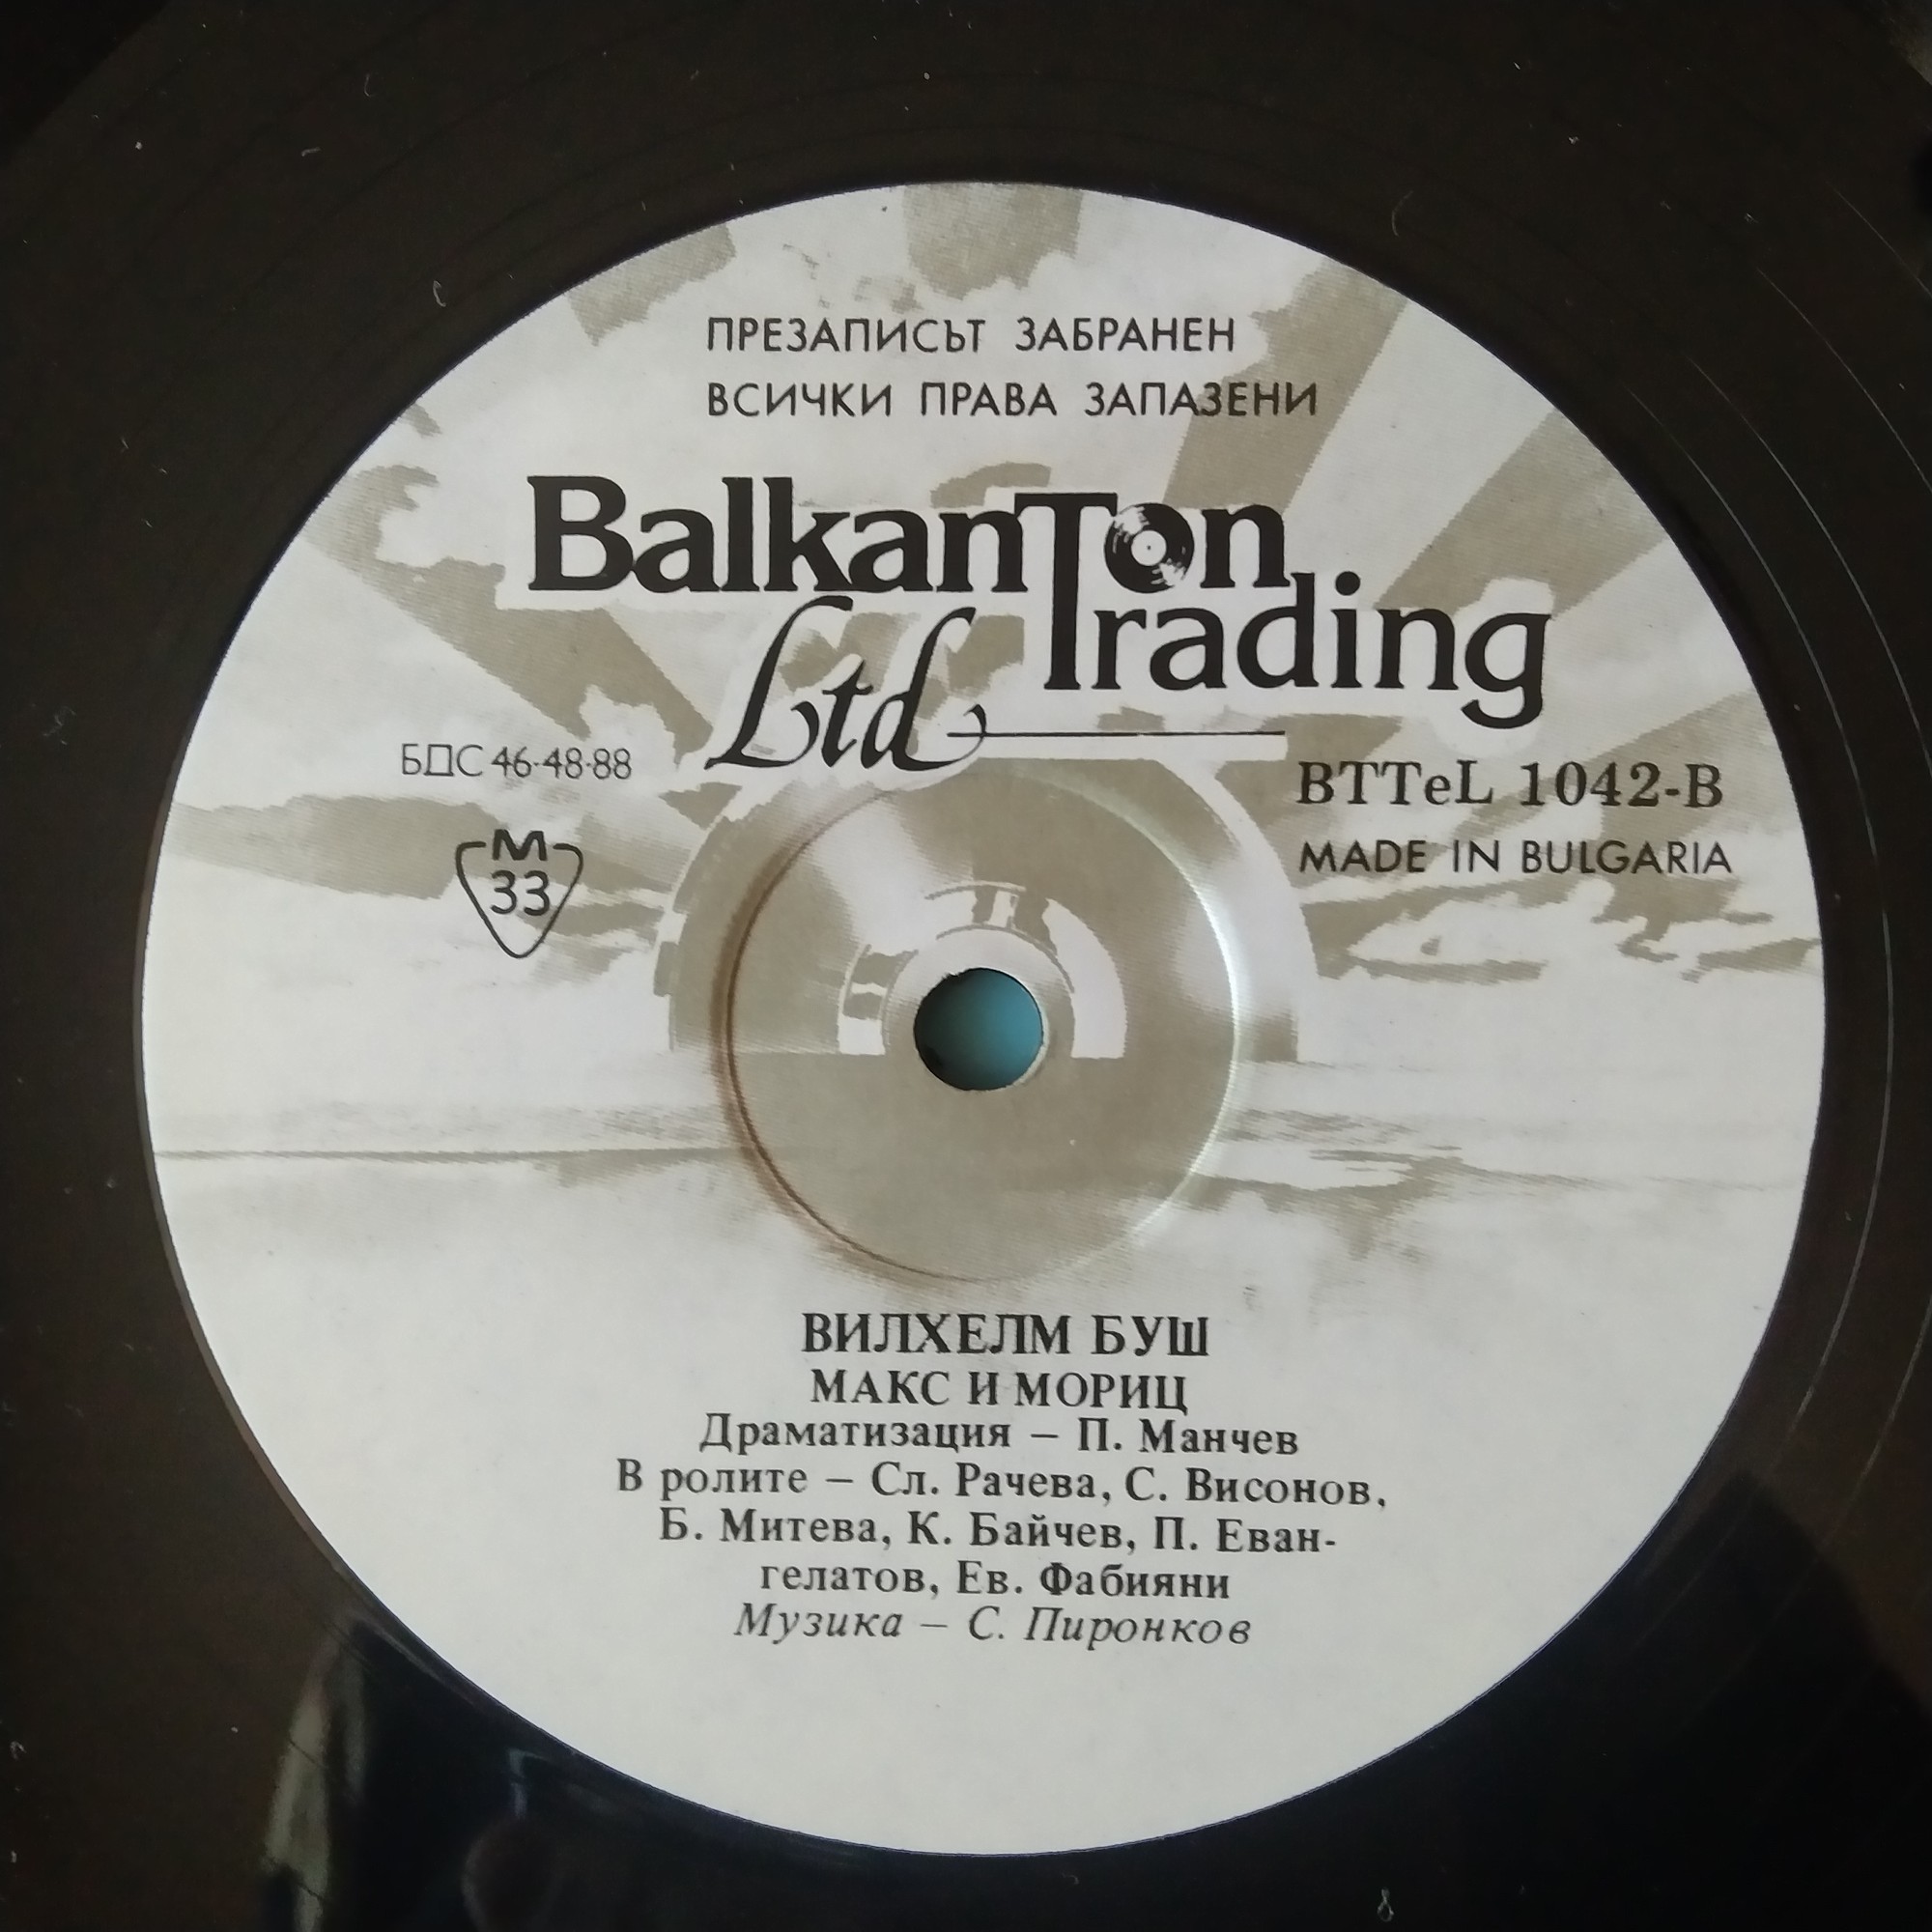 ПРЕЗАПИСЪТ ЗАБРАНЕН
ВСИЧКИ ПРАВА ЗАПАЗЕНИ
BalkanTon
Trading
Ltd
БДС 46-48-88
М
33
BTTeL 1042-B
MADE IN BULGARIA
ВИЛХЕЛМ БУШ
МАКС И МОРИЦ
Драматизация – П. Манчев
В ролите – Сл. Рачева, С. Висонов,
Б. Митева, К. Байчев, П. Еван-
гелатов, Ев. Фабияни
Музика – С. Пиронков